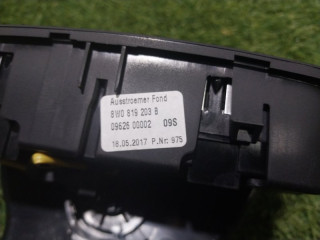 Ausstroemer Fond
8W0 819 203 B
09626 00002 09S
18.05.2017 P.Nr: 975